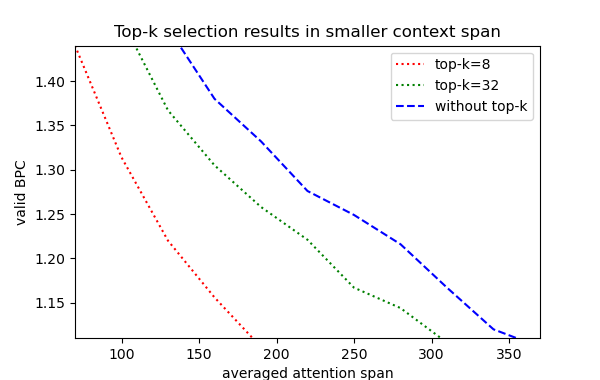 Top-k selection results in smaller context span
top-k=8
top-k=32
without top-k
valid BPC
1.40
1.35
1.30
1.25
1.20
1.15
100 150 200 250 300 350
averaged attention span